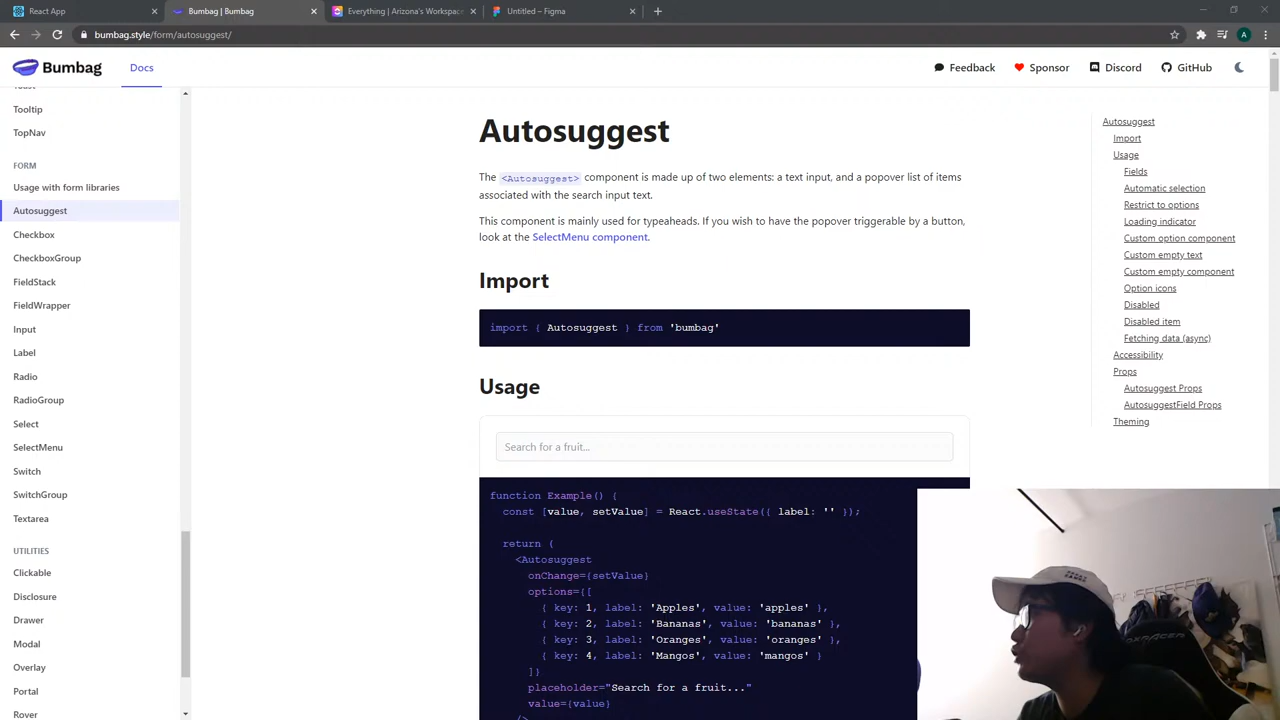 React App
Bumbag | Bumbag
Everything | Arizona's Workspace
Untitled – Figma
bumbag.style/form/autosuggest/
A
Bumbag
Docs
Feedback
Sponsor
Discord
GitHub
Toast
Tooltip
TopNav
FORM
Usage with form libraries
Autosuggest
Checkbox
CheckboxGroup
FieldStack
FieldWrapper
Input
Label
Radio
RadioGroup
Select
SelectMenu
Switch
SwitchGroup
Textarea
UTILITIES
Clickable
Disclosure
Drawer
Modal
Overlay
Portal
Rover
Autosuggest
The <Autosuggest> component is made up of two elements: a text input, and a popover list of items
associated with the search input text.
This component is mainly used for typeaheads. If you wish to have the popover triggerable by a button,
look at the SelectMenu component.
Import
import { Autosuggest } from 'bumbag'
Usage
Search for a fruit...
function Example() {
const [value, setValue] = React.useState({ label: '' });
return (
<Autosuggest
onChange={setValue}
options={[
{ key: 1, label: 'Apples', value: 'apples' },
{ key: 2, label: 'Bananas', value: 'bananas' },
{ key: 3, label: 'Oranges', value: 'oranges' },
{ key: 4, label: 'Mangos', value: 'mangos' }
]}
placeholder="Search for a fruit..."
value={value}
/>
Autosuggest
Import
Usage
Fields
Automatic selection
Restrict to options
Loading indicator
Custom option component
Custom empty text
Custom empty component
Option icons
Disabled
Disabled item
Fetching data (async)
Accessibility
Props
Autosuggest Props
AutosuggestField Props
Theming